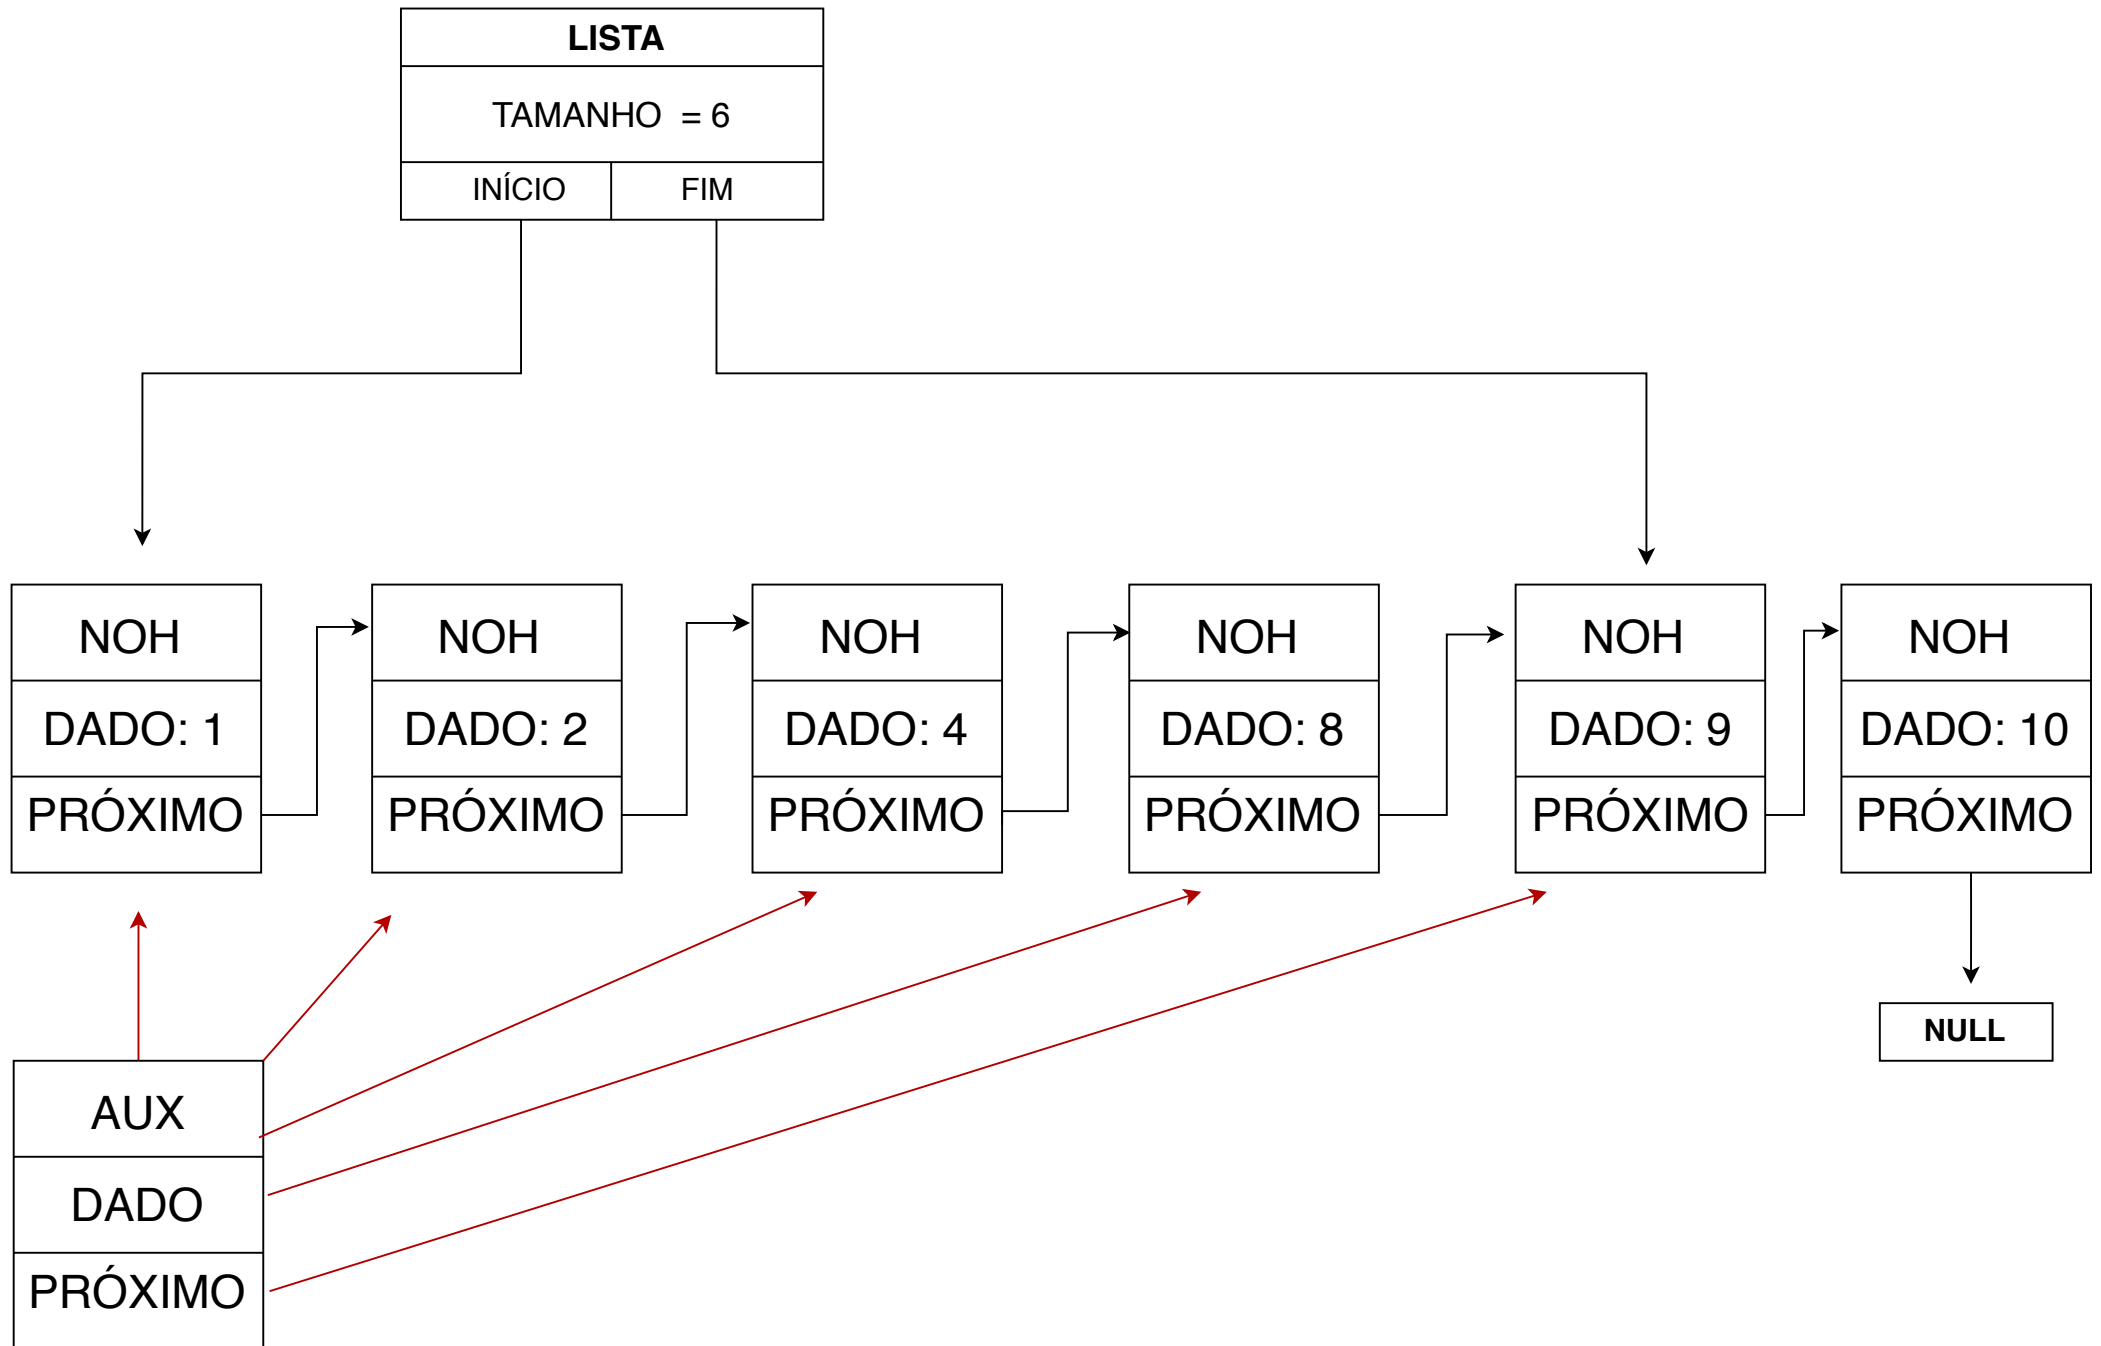 LISTA
TAMANHO  = 6
INÍCIO FIM
NOH NOH NOH NOH NOH NOH
DADO: 1 DADO: 2 DADO: 4 DADO: 8 DADO: 9 DADO: 10
PRÓXIMO PRÓXIMO PRÓXIMO PRÓXIMO PRÓXIMO PRÓXIMO
NULL
AUX
DADO
PRÓXIMO